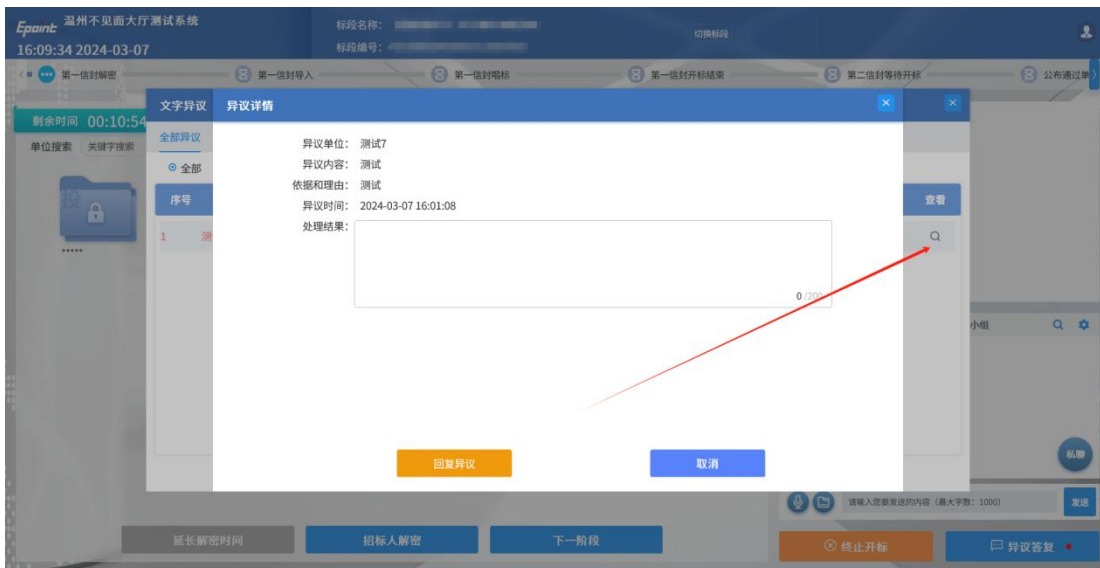 Epoint 温州不见面大厅测试系统
16:09:34 2024-03-07
标段名称：
标段编号：
切换标段
第一信封解密
第一信封导入
第一信封唱标
第一信封开标结束
第二信封等待开标
公布通过单
剩余时间 00:10:54
单位搜索 关键字搜索
投
•••••
文字异议
全部异议
全部
序号
查看
1 测
异议详情
异议单位： 测试7
异议内容： 测试
依据和理由： 测试
异议时间： 2024-03-07 16:01:08
处理结果：
0 /200
回复异议
取消
小组
私聊
请输入您要发送的内容（最大字数：1000）
发送
延长解密时间
招标人解密
下一阶段
终止开标
异议答复